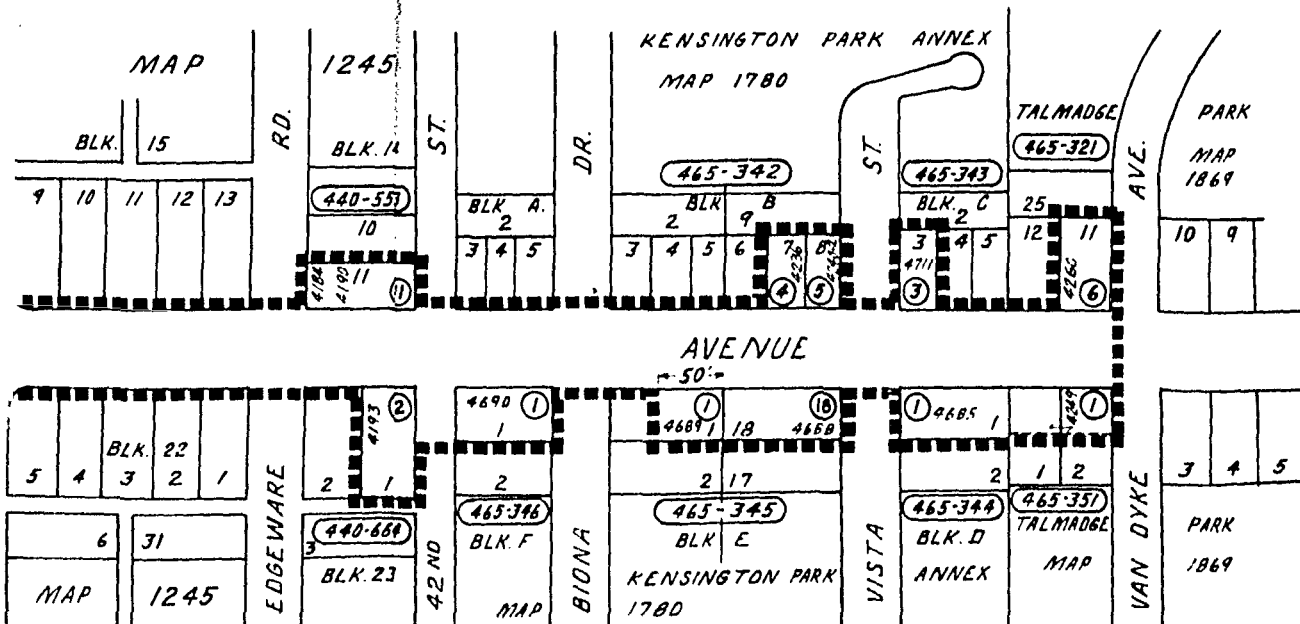 KENSINGTON PARK ANNEX
MAP 1245
MAP 1780
TALMADGE PARK
465-321
BLK. 15
RD.
BLK. 14
ST.
DR.
ST.
AVE.
MAP
1869
465-342
465-343
9 10 11 12 13
440-551
10
BLK A.
2
BLK B
2 9
BLK. C
2
25
12 11
10 9
3 4 5
3 4 5 6 7 8
3 4 5
4184 4190 11 11
4236
4 5
4711
3
4260
6
AVENUE
50'
2
4193
4690 1
1
1
4689 1 18 4668
18
1 4685 1
4249 1
BLK. 22
5 4 3 2 1
2 1
2
2 17
2
1 2
3 4 5
EDGEWARE
42ND
BIONA
VISTA
VAN DYKE
440-664
465-346
465-345
465-344
465-351
6 31
3
BLK. F
BLK E
BLK. D
TALMADGE PARK
MAP 1245
BLK. 23
KENSINGTON PARK ANNEX
MAP 1869
MAP 1780